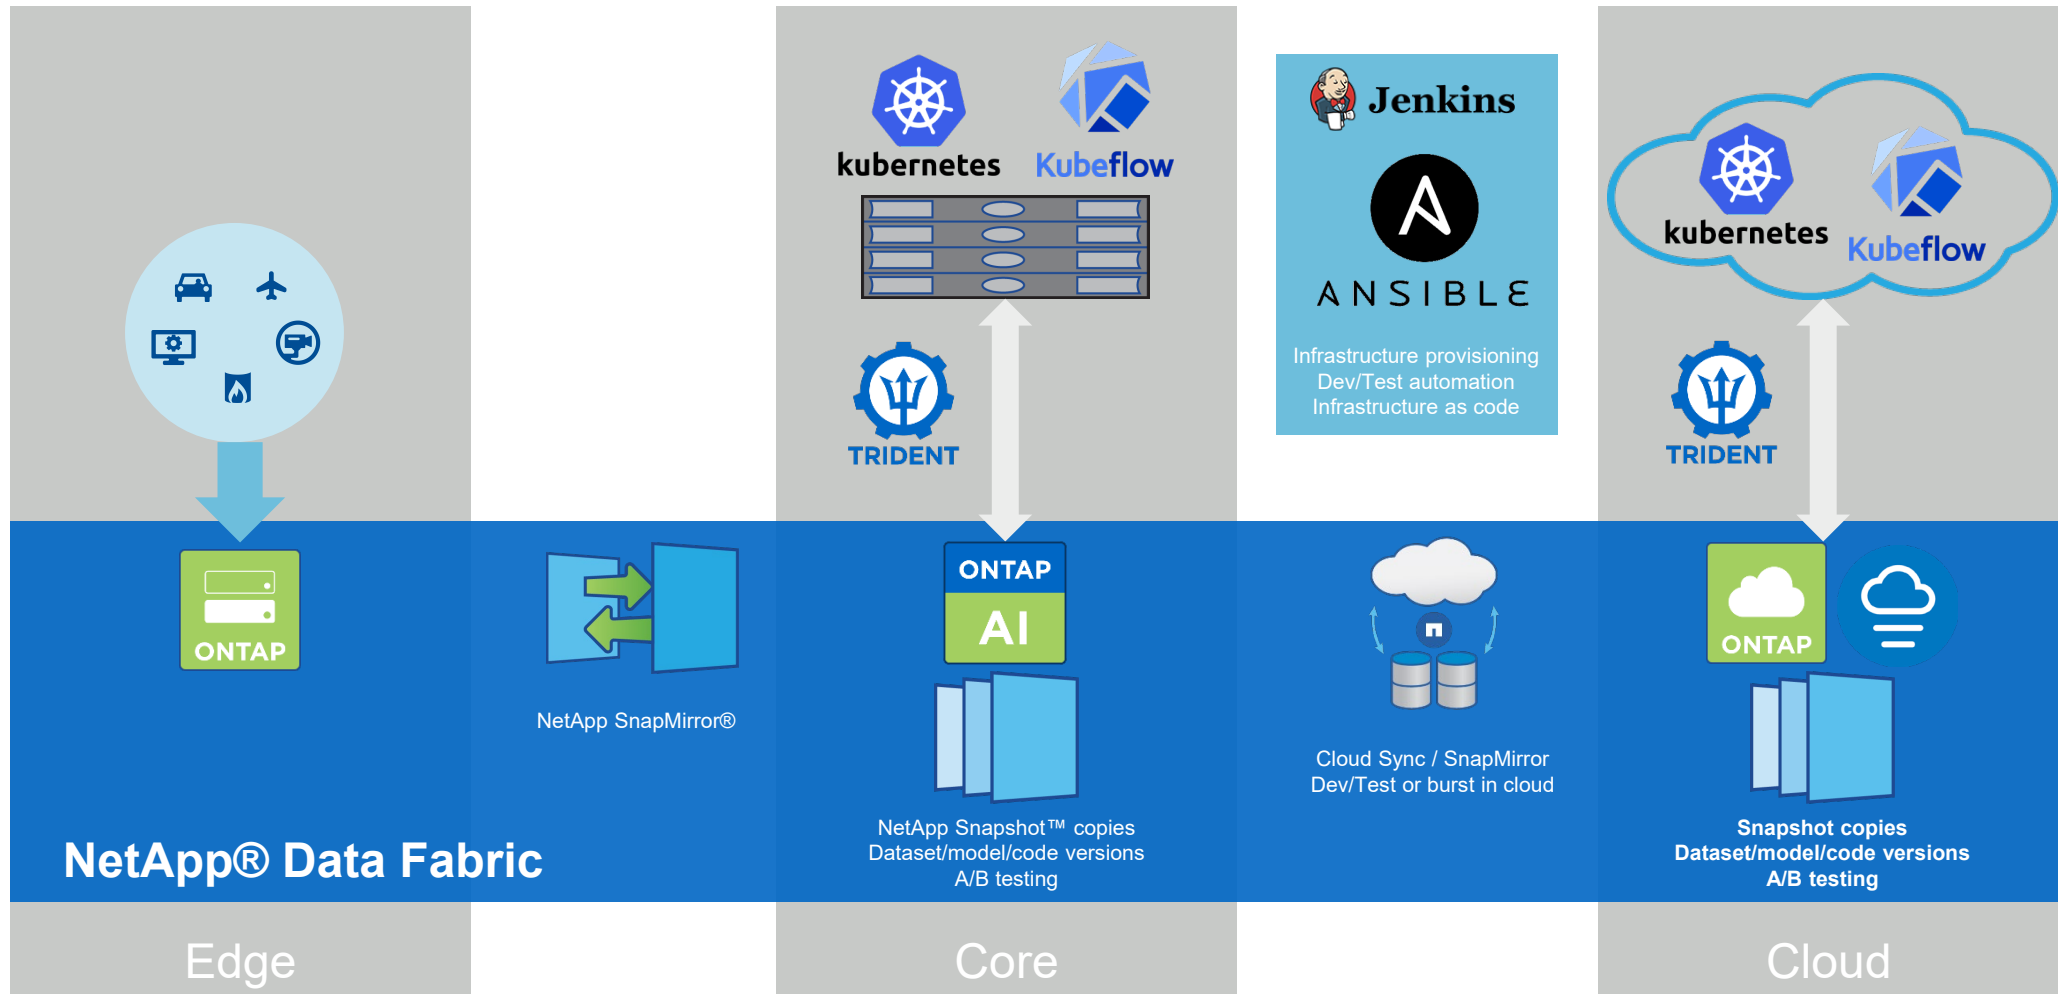 kubernetes
Kubeflow
Jenkins
ANSIBLE
Infrastructure provisioning
Dev/Test automation
Infrastructure as code
kubernetes
Kubeflow
TRIDENT
TRIDENT
ONTAP
NetApp SnapMirror®
ONTAP
AI
NetApp Snapshot™ copies
Dataset/model/code versions
A/B testing
Cloud Sync / SnapMirror
Dev/Test or burst in cloud
ONTAP
Snapshot copies
Dataset/model/code versions
A/B testing
NetApp® Data Fabric
Edge
Core
Cloud